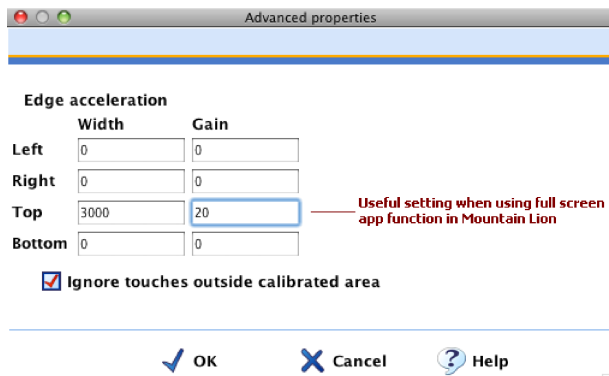 Advanced properties
Edge acceleration
Width Gain
Left 0 0
Right 0 0
Top 3000 20
Useful setting when using full screen
app function in Mountain Lion
Bottom 0 0
Ignore touches outside calibrated area
OK Cancel ? Help